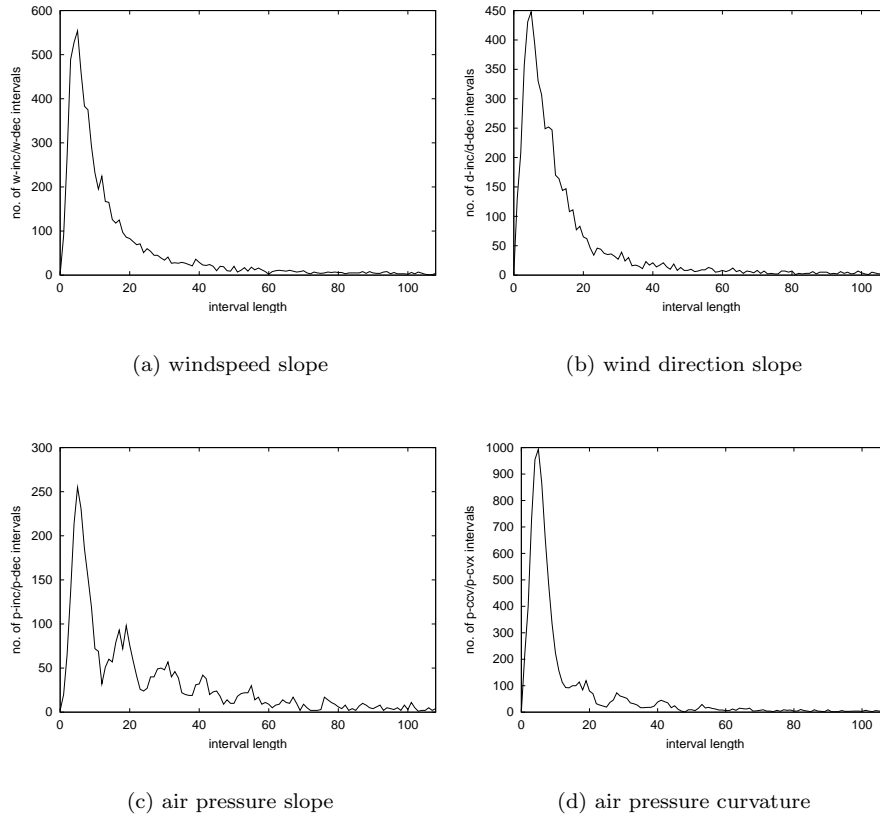 600
500
400
300
200
100
0
no. of w-inc/w-dec intervals
0 20 40 60 80 100
interval length
(a) windspeed slope
450
400
350
300
250
200
150
100
50
0
no. of d-inc/d-dec intervals
0 20 40 60 80 100
interval length
(b) wind direction slope
300
250
200
150
100
50
0
no. of p-inc/p-dec intervals
0 20 40 60 80 100
interval length
(c) air pressure slope
1000
900
800
700
600
500
400
300
200
100
0
no. of p-ccv/p-cvx intervals
0 20 40 60 80 100
interval length
(d) air pressure curvature